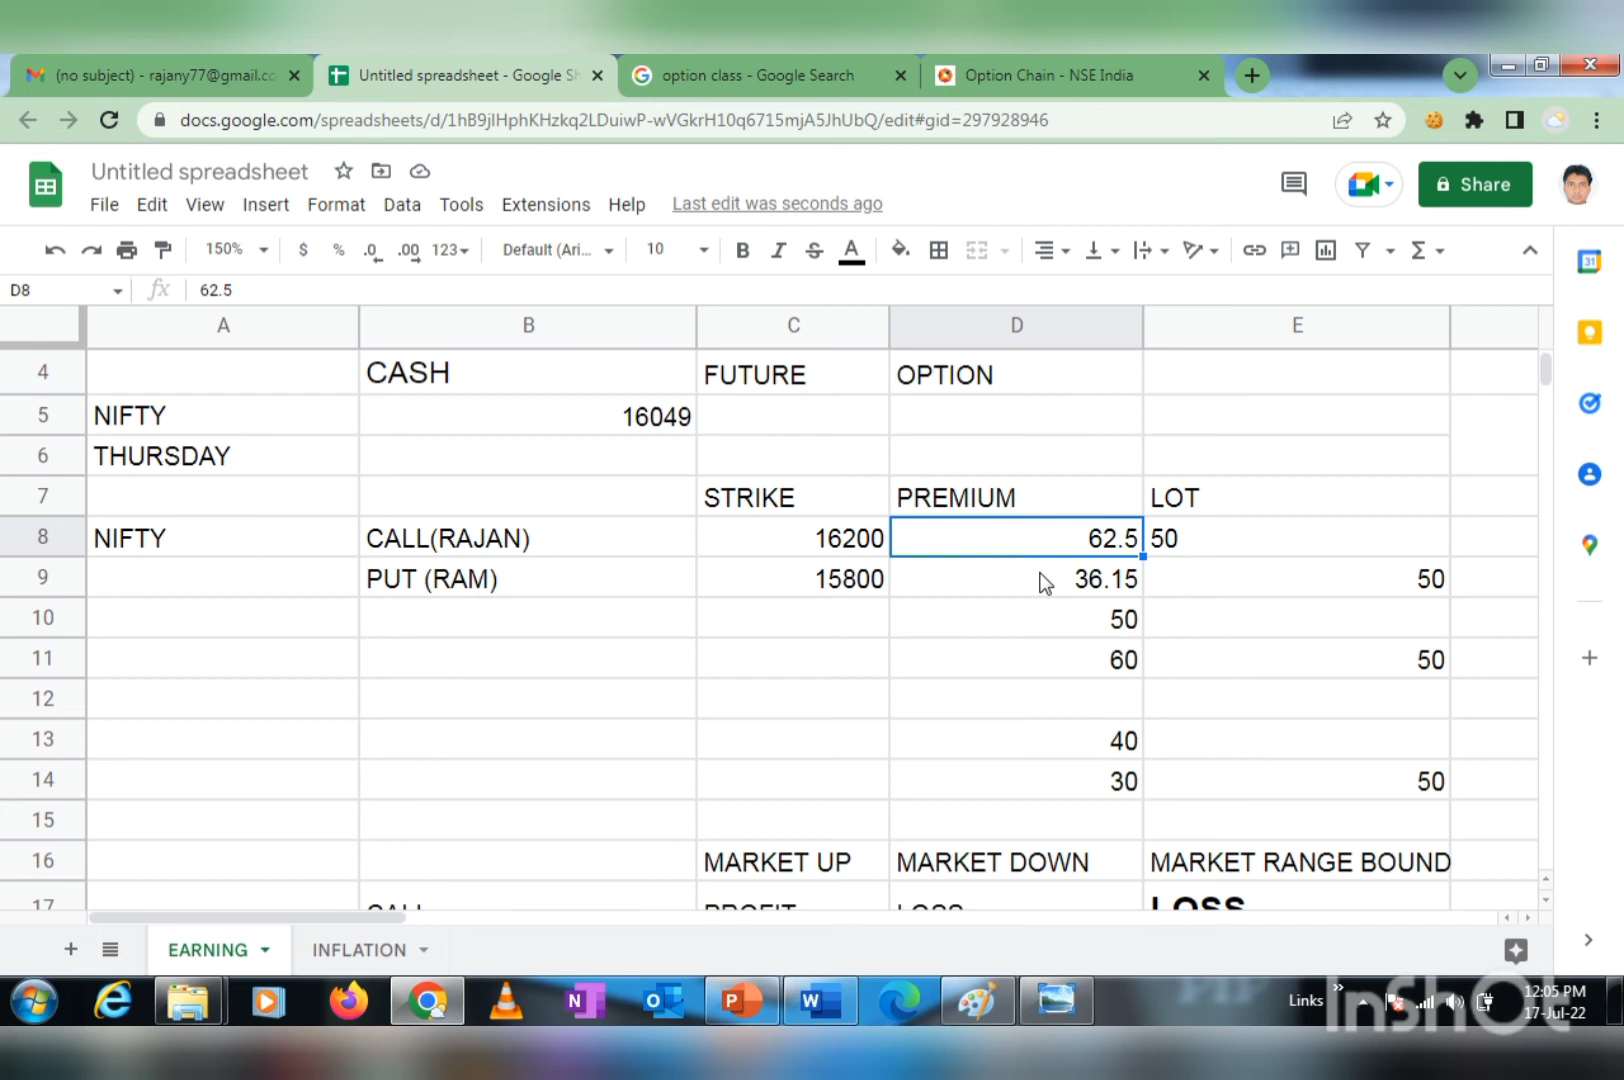 (no subject) - rajany77@gmail.co
Untitled spreadsheet - Google Sh
option class - Google Search
Option Chain - NSE India
docs.google.com/spreadsheets/d/1hB9jlHphKHzkq2LDuiwP-wVGkrH10q6715mjA5JhUbQ/edit#gid=297928946
Untitled spreadsheet
Share
File Edit View Insert Format Data Tools Extensions Help Last edit was seconds ago
150% $ % .0 .00 123 Default (Ari... 10 B I S A
D8 fx 62.5
A B C D E
4 CASH FUTURE OPTION
5 NIFTY 16049
6 THURSDAY
7 STRIKE PREMIUM LOT
8 NIFTY CALL(RAJAN) 16200 62.5 50
9 PUT (RAM) 15800 36.15 50
10 50
11 60 50
12
13 40
14 30 50
15
16 MARKET UP MARKET DOWN MARKET RANGE BOUND
17 CALL PROFIT LOSS LOSS
EARNING INFLATION
31
Links
12:05 PM
17-Jul-22
InShOt